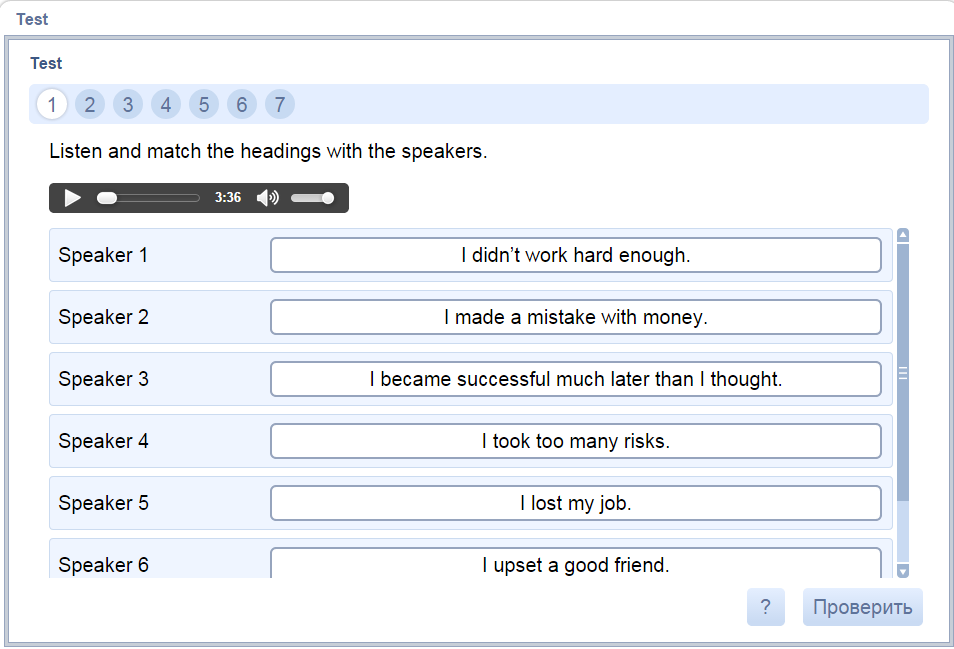 Test
Test
1 2 3 4 5 6 7
Listen and match the headings with the speakers.
3:36
Speaker 1 I didn’t work hard enough.
Speaker 2 I made a mistake with money.
Speaker 3 I became successful much later than I thought.
Speaker 4 I took too many risks.
Speaker 5 I lost my job.
Speaker 6 I upset a good friend.
? Проверить